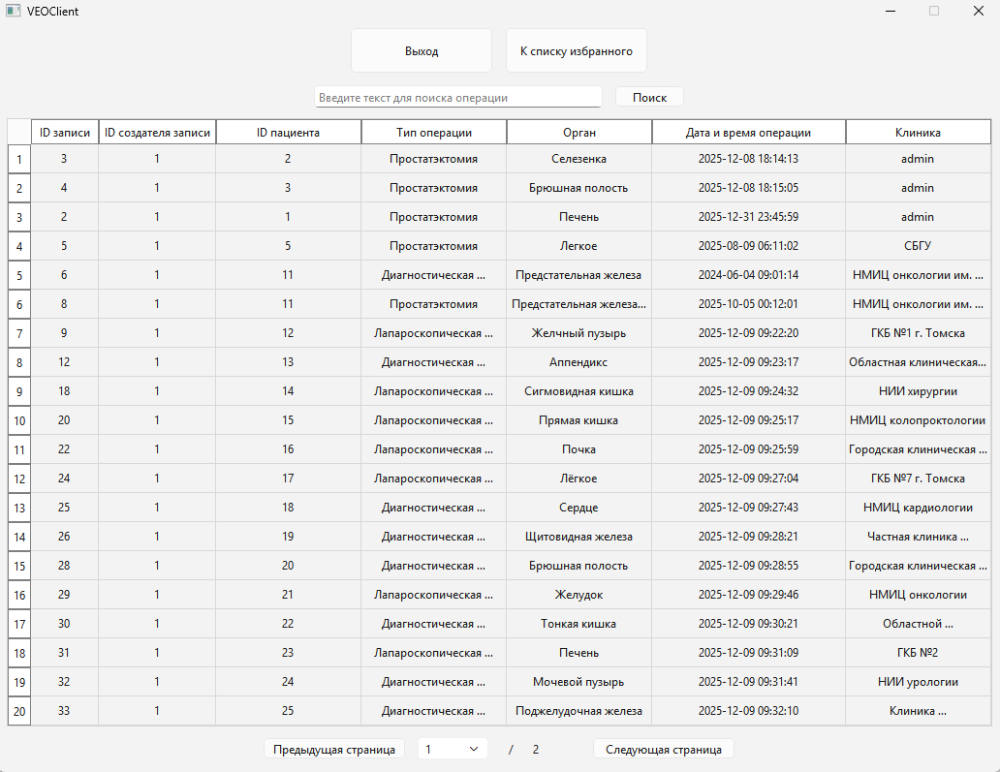 VEOClient
Выход К списку избранного
Введите текст для поиска операции Поиск
ID записи ID создателя записи ID пациента Тип операции Орган Дата и время операции Клиника
1 3 1 2 Простатэктомия Селезенка 2025-12-08 18:14:13 admin
2 4 1 3 Простатэктомия Брюшная полость 2025-12-08 18:15:05 admin
3 2 1 1 Простатэктомия Печень 2025-12-31 23:45:59 admin
4 5 1 5 Простатэктомия Легкое 2025-08-09 06:11:02 СБГУ
5 6 1 11 Диагностическая ... Предстательная железа 2024-06-04 09:01:14 НМИЦ онкологии им. ...
6 8 1 11 Простатэктомия Предстательная железа... 2025-10-05 00:12:01 НМИЦ онкологии им. ...
7 9 1 12 Лапароскопическая ... Желчный пузырь 2025-12-09 09:22:20 ГКБ №1 г. Томска
8 12 1 13 Диагностическая ... Аппендикс 2025-12-09 09:23:17 Областная клиническая...
9 18 1 14 Лапароскопическая ... Сигмовидная кишка 2025-12-09 09:24:32 НИИ хирургии
10 20 1 15 Лапароскопическая ... Прямая кишка 2025-12-09 09:25:17 НМИЦ колопроктологии
11 22 1 16 Лапароскопическая ... Почка 2025-12-09 09:25:59 Городская клиническая ...
12 24 1 17 Лапароскопическая ... Лёгкое 2025-12-09 09:27:04 ГКБ №7 г. Томска
13 25 1 18 Диагностическая ... Сердце 2025-12-09 09:27:43 НМИЦ кардиологии
14 26 1 19 Диагностическая ... Щитовидная железа 2025-12-09 09:28:21 Частная клиника ...
15 28 1 20 Диагностическая ... Брюшная полость 2025-12-09 09:28:55 Городская клиническая ...
16 29 1 21 Лапароскопическая ... Желудок 2025-12-09 09:29:46 НМИЦ онкологии
17 30 1 22 Диагностическая ... Тонкая кишка 2025-12-09 09:30:21 Областной ...
18 31 1 23 Лапароскопическая ... Печень 2025-12-09 09:31:09 ГКБ №2
19 32 1 24 Диагностическая ... Мочевой пузырь 2025-12-09 09:31:41 НИИ урологии
20 33 1 25 Диагностическая ... Поджелудочная железа 2025-12-09 09:32:10 Клиника ...
Предыдущая страница 1 / 2 Следующая страница